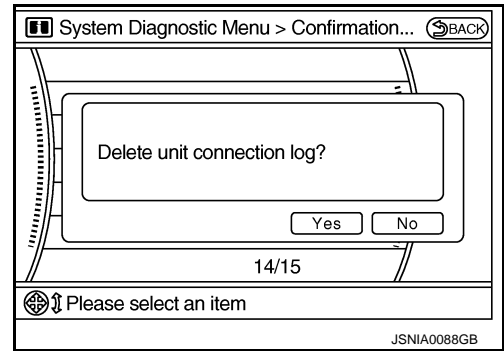 System Diagnostic Menu > Confirmation... BACK
Delete unit connection log?
Yes No
14/15
Please select an item
JSNIA0088GB